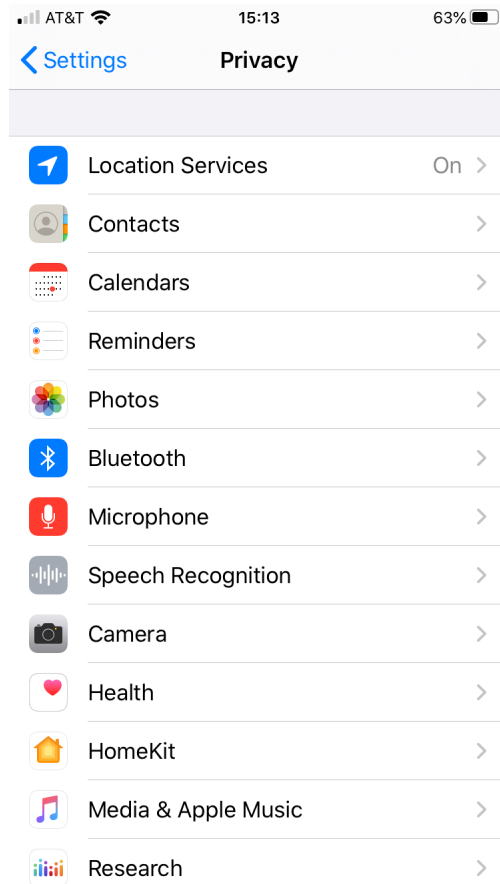 AT&T 15:13 63%
Settings Privacy
Location Services On
Contacts
Calendars
Reminders
Photos
Bluetooth
Microphone
Speech Recognition
Camera
Health
HomeKit
Media & Apple Music
Research